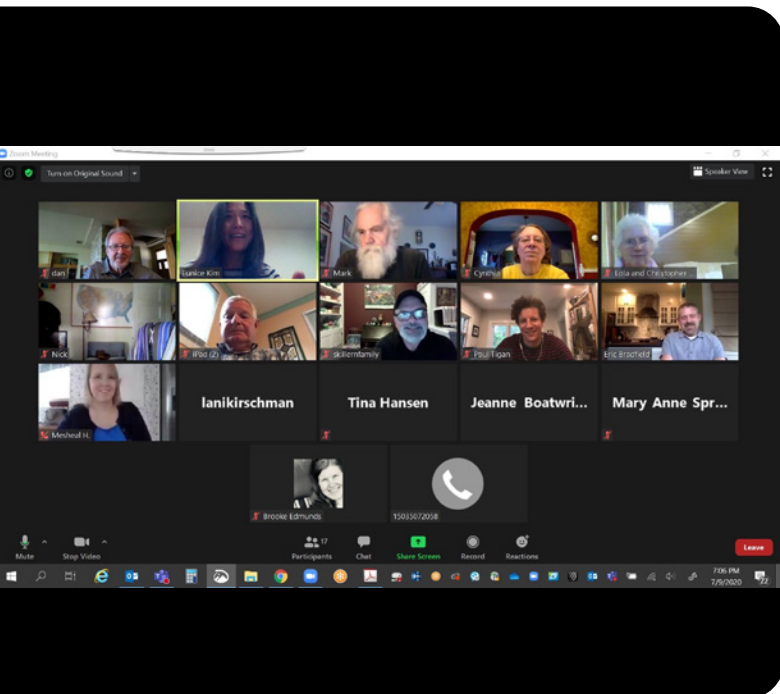 Zoom Meeting
Turn on Original Sound
Speaker View
dan
Eunice Kim
Mark
Cynthia
Lola and Christopher ...
Nick
iPad (2)
skillernfamily
Paul Tigan
Eric Bradfield
Mesheal H.
lanikirschman
Tina Hansen
Jeanne Boatwri...
Mary Anne Spr...
Brooke Edmunds
15035072058
Mute
Stop Video
Participants
17
Chat
Share Screen
Record
Reactions
Leave
7:06 PM
7/9/2020
22